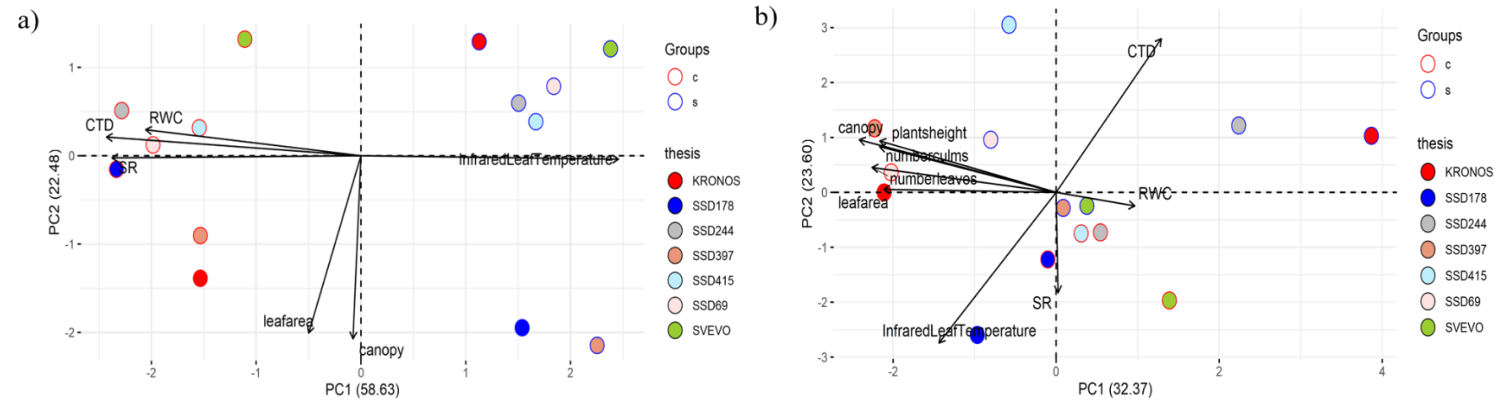 a)
1
0
-1
-2
PC2 (22.48)
-2
-1
0
1
2
PC1 (58.63)
RWC
CTD
SR
InfraredLeafTemperature
leafarea
canopy
Groups
c
s
thesis
KRONOS
SSD178
SSD244
SSD397
SSD415
SSD69
SVEVO
b)
3
2
1
0
-1
-2
-3
PC2 (23.60)
-2
0
2
4
PC1 (32.37)
CTD
canopy
plantsheight
numberculms
numberleaves
leafarea
RWC
SR
InfraredLeafTemperature
Groups
c
s
thesis
KRONOS
SSD178
SSD244
SSD397
SSD415
SSD69
SVEVO